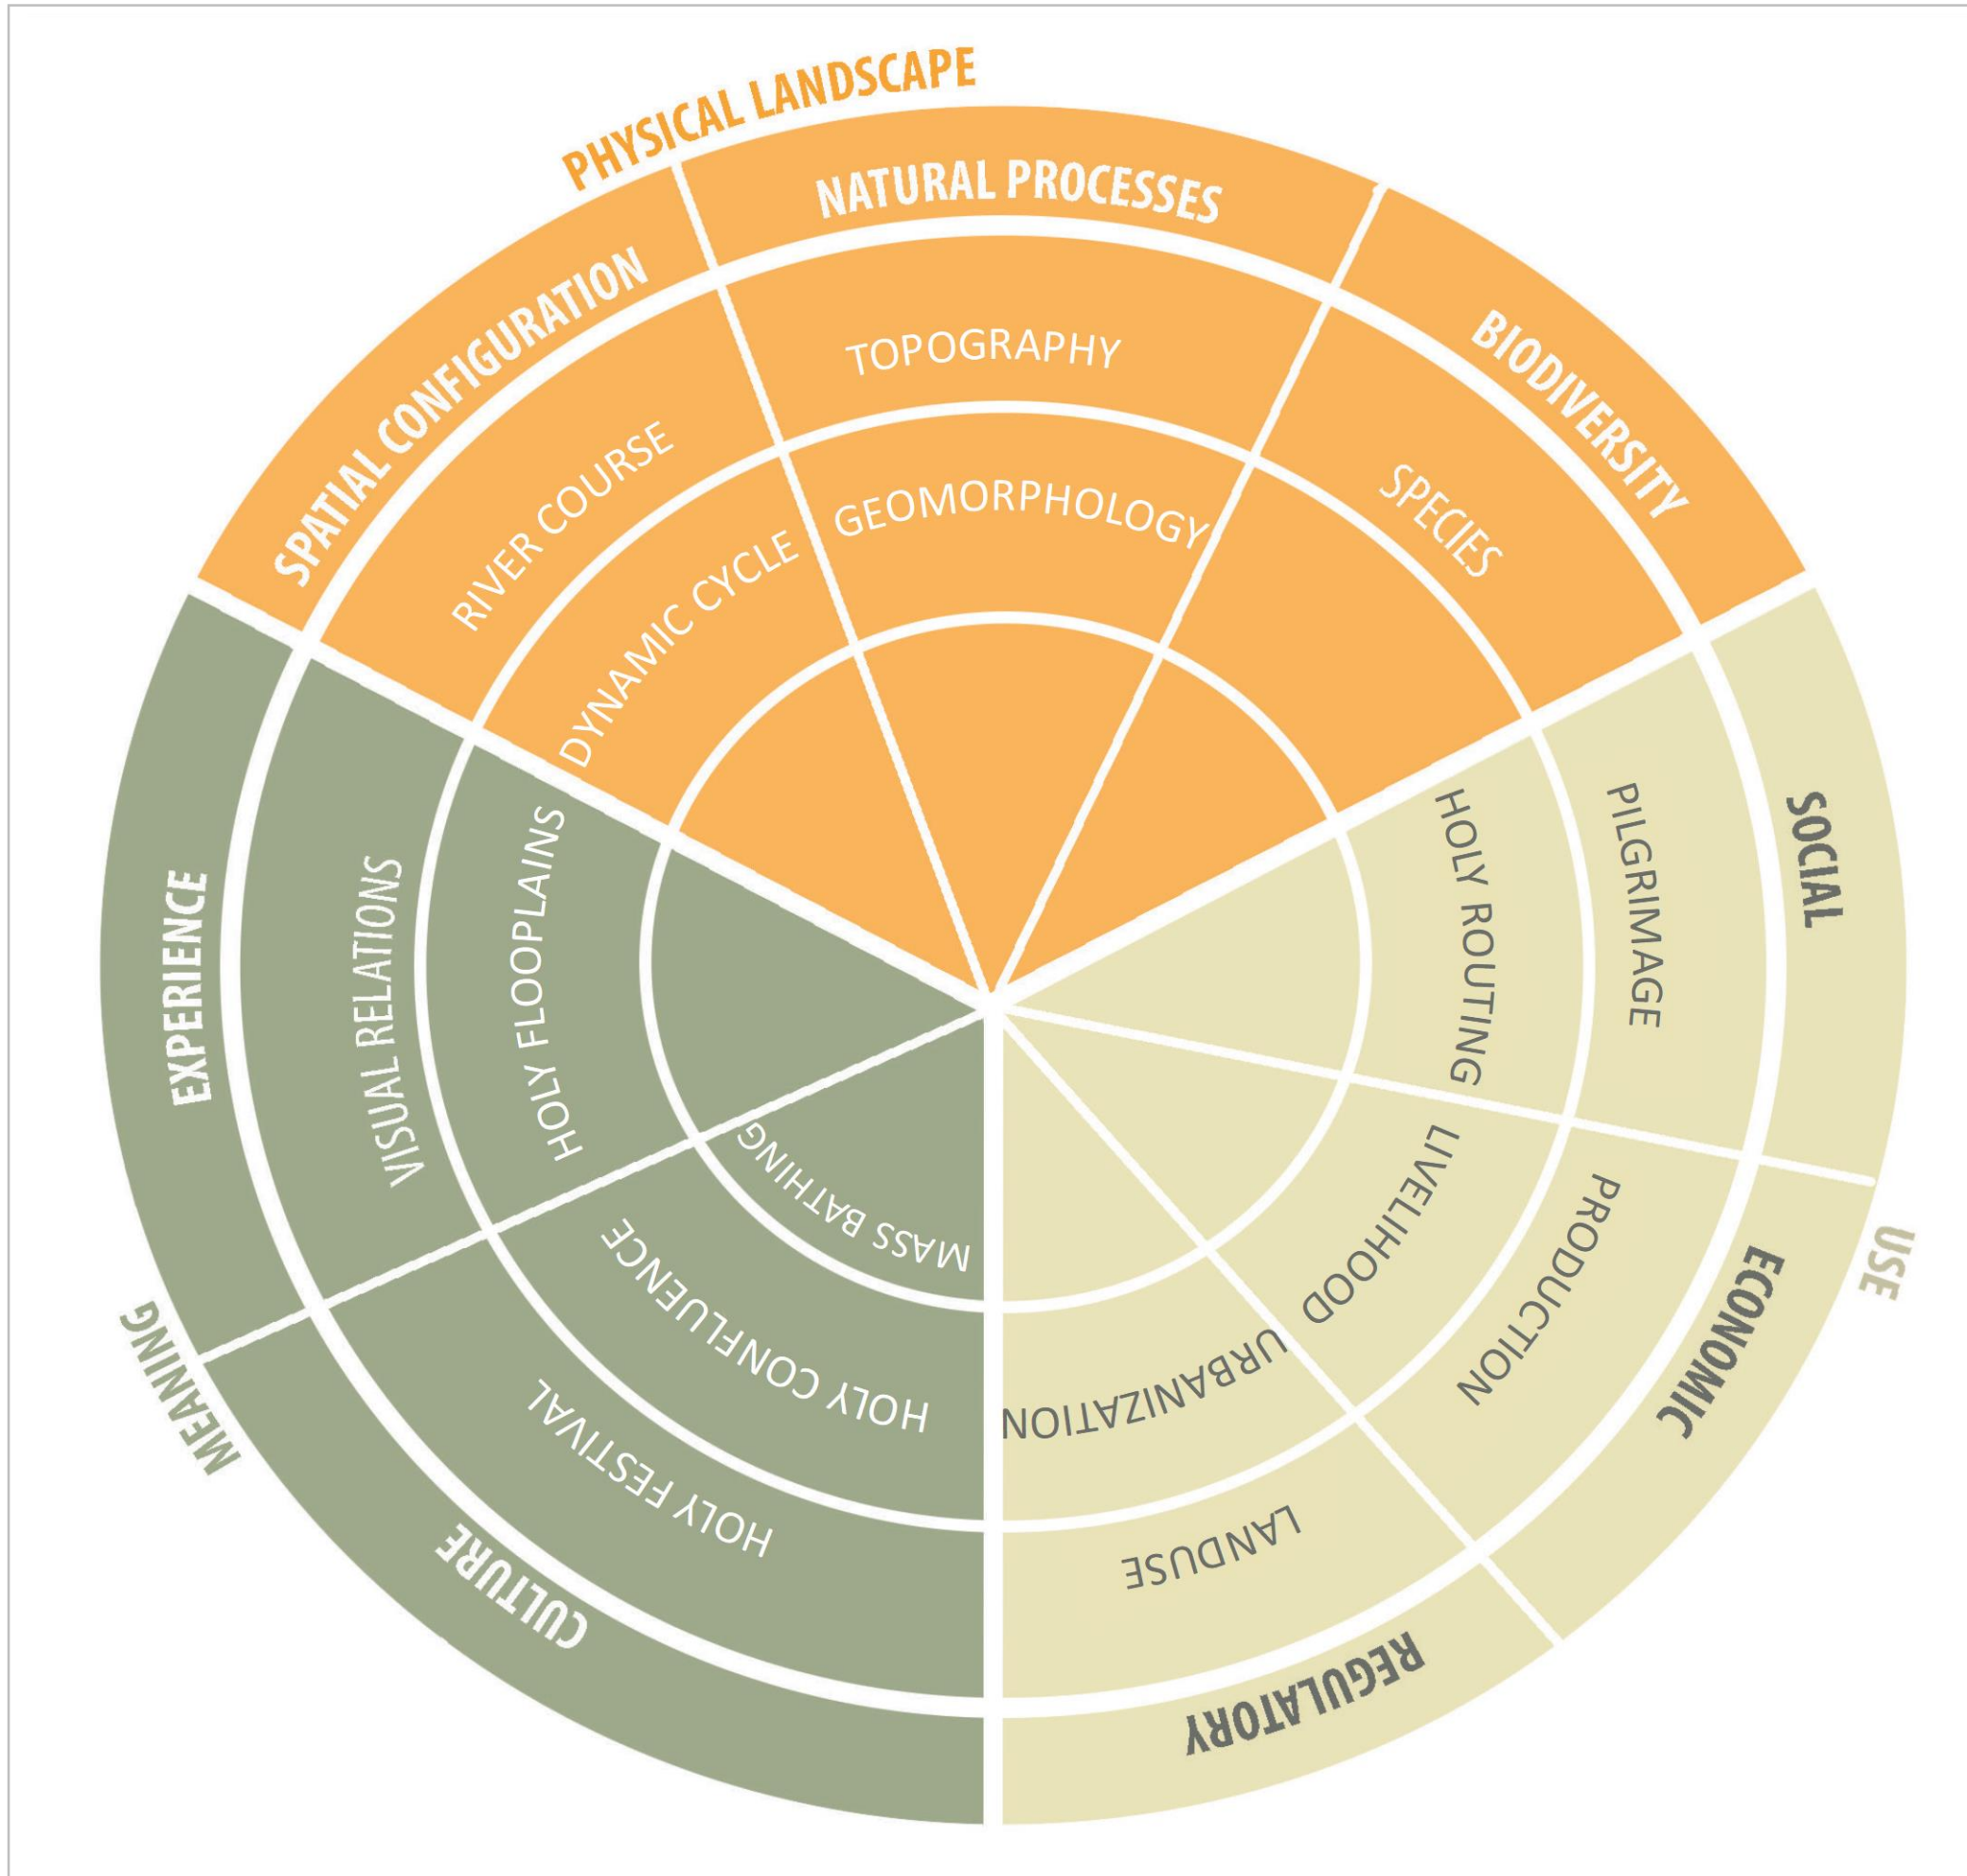 PHYSICAL LANDSCAPE
SPATIAL CONFIGURATION
RIVER COURSE
DYNAMIC CYCLE
NATURAL PROCESSES
TOPOGRAPHY
GEOMORPHOLOGY
BIODIVERSITY
SPECIES
USE
SOCIAL
PILGRIMAGE
HOLY ROUTING
ECONOMIC
PRODUCTION
LIVELIHOOD
REGULATORY
LANDUSE
URBANIZATION
MEANING
CULTURE
HOLY FESTIVAL
HOLY CONFLUENCE
MASS BATHING
EXPERIENCE
VISUAL RELATIONS
HOLY FLOOPLAINS